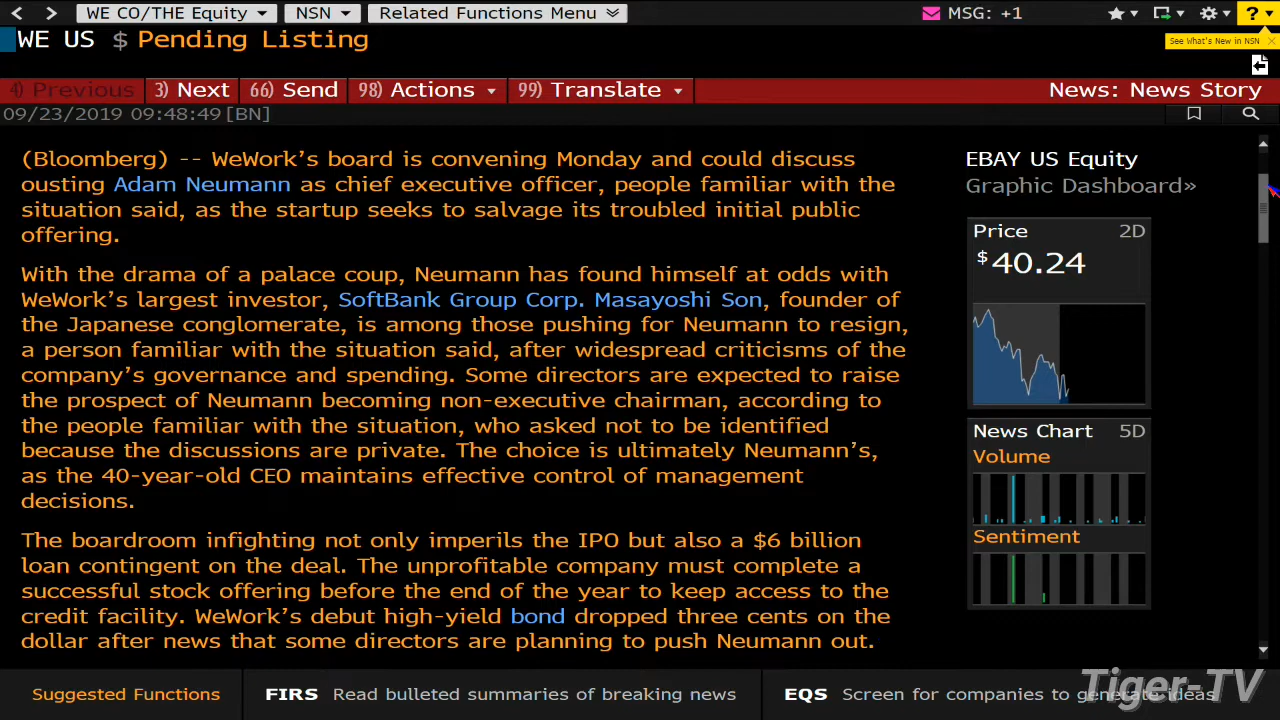 WE CO/THE Equity
NSN
Related Functions Menu
MSG: +1
?
See What's New in NSN
WE US $ Pending Listing
4) Previous
3) Next
66) Send
98) Actions
99) Translate
News: News Story
09/23/2019 09:48:49 [BN]
(Bloomberg) -- WeWork's board is convening Monday and could discuss
ousting Adam Neumann as chief executive officer, people familiar with the
situation said, as the startup seeks to salvage its troubled initial public
offering.
With the drama of a palace coup, Neumann has found himself at odds with
WeWork's largest investor, SoftBank Group Corp. Masayoshi Son, founder of
the Japanese conglomerate, is among those pushing for Neumann to resign,
a person familiar with the situation said, after widespread criticisms of the
company's governance and spending. Some directors are expected to raise
the prospect of Neumann becoming non-executive chairman, according to
the people familiar with the situation, who asked not to be identified
because the discussions are private. The choice is ultimately Neumann's,
as the 40-year-old CEO maintains effective control of management
decisions.
The boardroom infighting not only imperils the IPO but also a $6 billion
loan contingent on the deal. The unprofitable company must complete a
successful stock offering before the end of the year to keep access to the
credit facility. WeWork's debut high-yield bond dropped three cents on the
dollar after news that some directors are planning to push Neumann out.
EBAY US Equity
Graphic Dashboard»
Price 2D
$40.24
News Chart 5D
Volume
Sentiment
Suggested Functions
FIRS Read bulleted summaries of breaking news
EQS Screen for companies to generate ideas
Tiger-TV